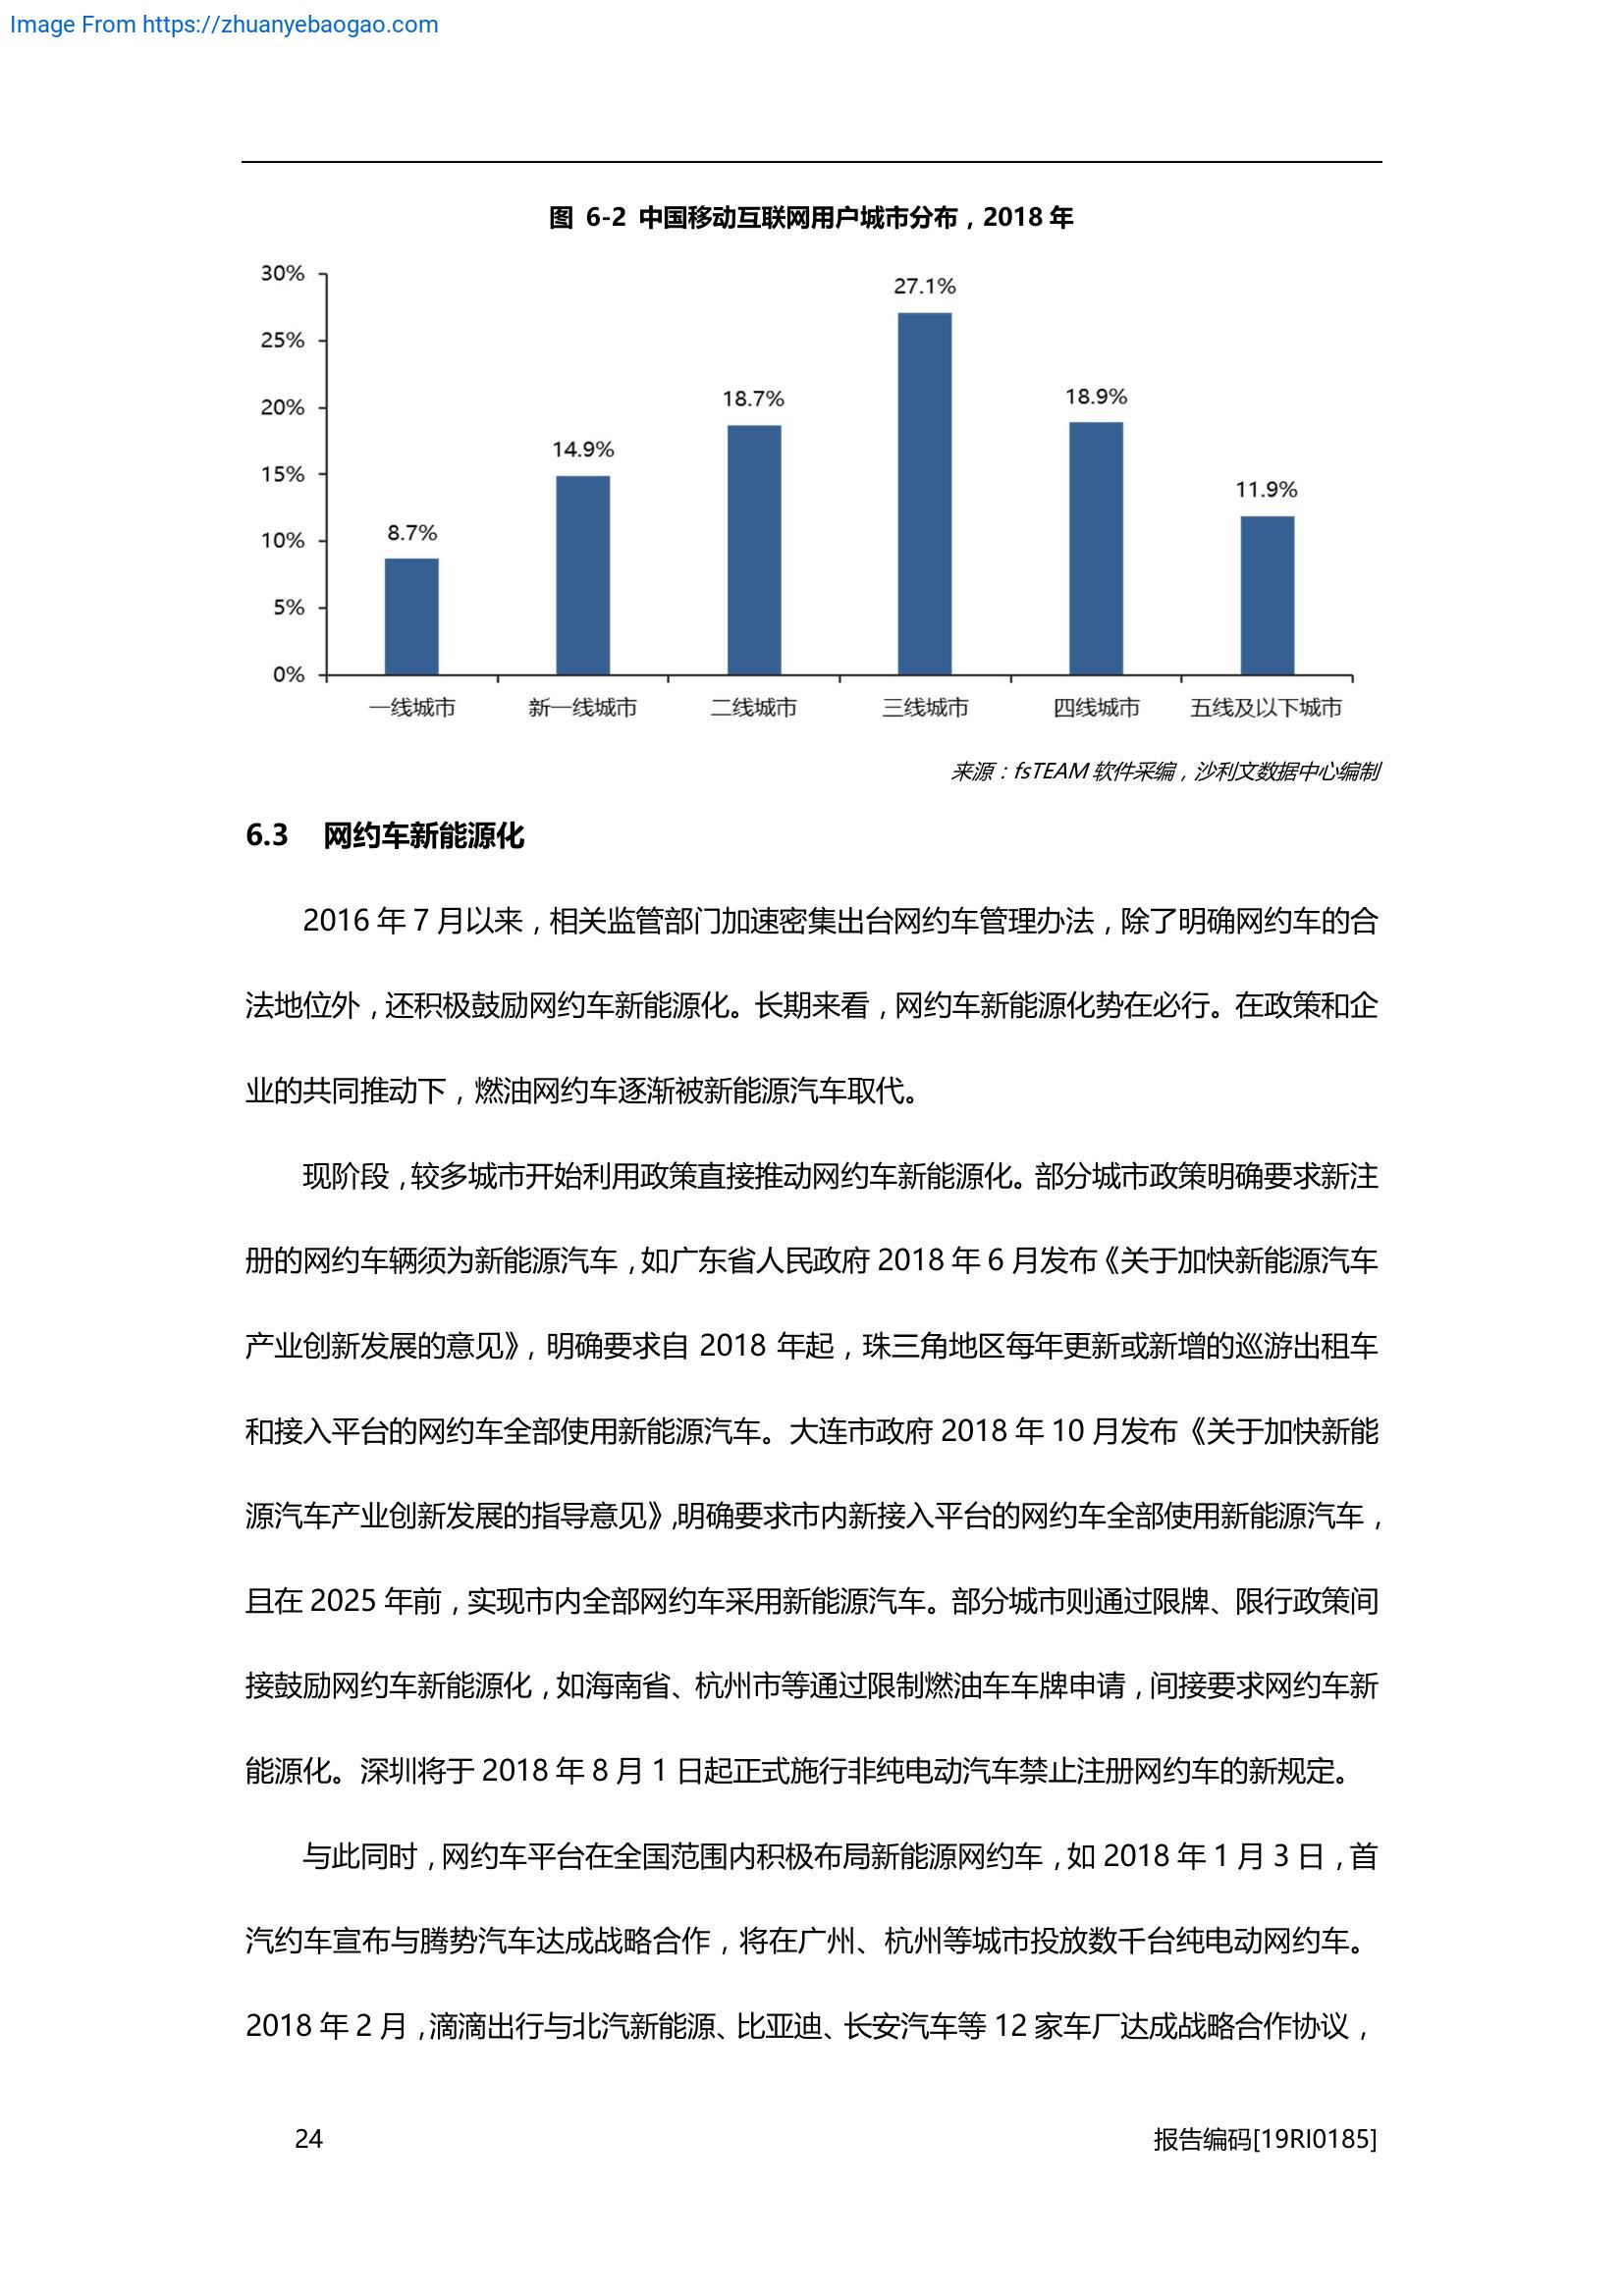 Image From https://zhuanyebaogao.com
图 6-2 中国移动互联网用户城市分布，2018 年
30%
25%
20%
15%
10%
5%
0%
8.7%
14.9%
18.7%
27.1%
18.9%
11.9%
一线城市 新一线城市 二线城市 三线城市 四线城市 五线及以下城市
来源：fsTEAM 软件采编，沙利文数据中心编制
6.3 网约车新能源化
2016 年 7 月以来，相关监管部门加速密集出台网约车管理办法，除了明确网约车的合
法地位外，还积极鼓励网约车新能源化。长期来看，网约车新能源化势在必行。在政策和企
业的共同推动下，燃油网约车逐渐被新能源汽车取代。
现阶段，较多城市开始利用政策直接推动网约车新能源化。部分城市政策明确要求新注
册的网约车辆须为新能源汽车，如广东省人民政府 2018 年 6 月发布《关于加快新能源汽车
产业创新发展的意见》，明确要求自 2018 年起，珠三角地区每年更新或新增的巡游出租车
和接入平台的网约车全部使用新能源汽车。大连市政府 2018 年 10 月发布《关于加快新能
源汽车产业创新发展的指导意见》，明确要求市内新接入平台的网约车全部使用新能源汽车，
且在 2025 年前，实现市内全部网约车采用新能源汽车。部分城市则通过限牌、限行政策间
接鼓励网约车新能源化，如海南省、杭州市等通过限制燃油车车牌申请，间接要求网约车新
能源化。深圳将于 2018 年 8 月 1 日起正式施行非纯电动汽车禁止注册网约车的新规定。
与此同时，网约车平台在全国范围内积极布局新能源网约车，如 2018 年 1 月 3 日，首
汽约车宣布与腾势汽车达成战略合作，将在广州、杭州等城市投放数千台纯电动网约车。
2018 年 2 月，滴滴出行与北汽新能源、比亚迪、长安汽车等 12 家车厂达成战略合作协议，
24 报告编码[19RI0185]